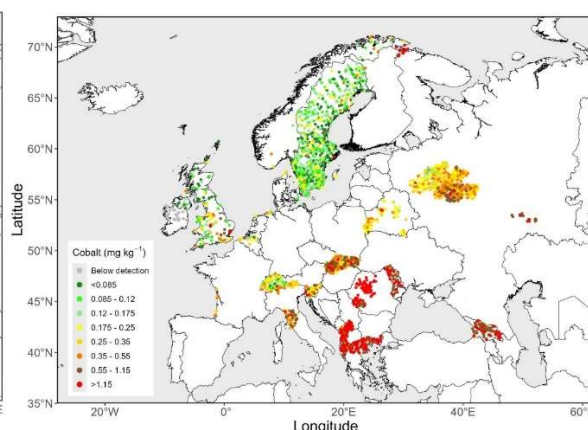 70°N
65°N
60°N
55°N
50°N
45°N
40°N
35°N
Latitude
Cobalt (mg kg⁻¹)
Below detection
<0.085
0.085 - 0.12
0.12 - 0.175
0.175 - 0.25
0.25 - 0.35
0.35 - 0.55
0.55 - 1.15
>1.15
20°W
0°
20°E
40°E
60°
Longitude